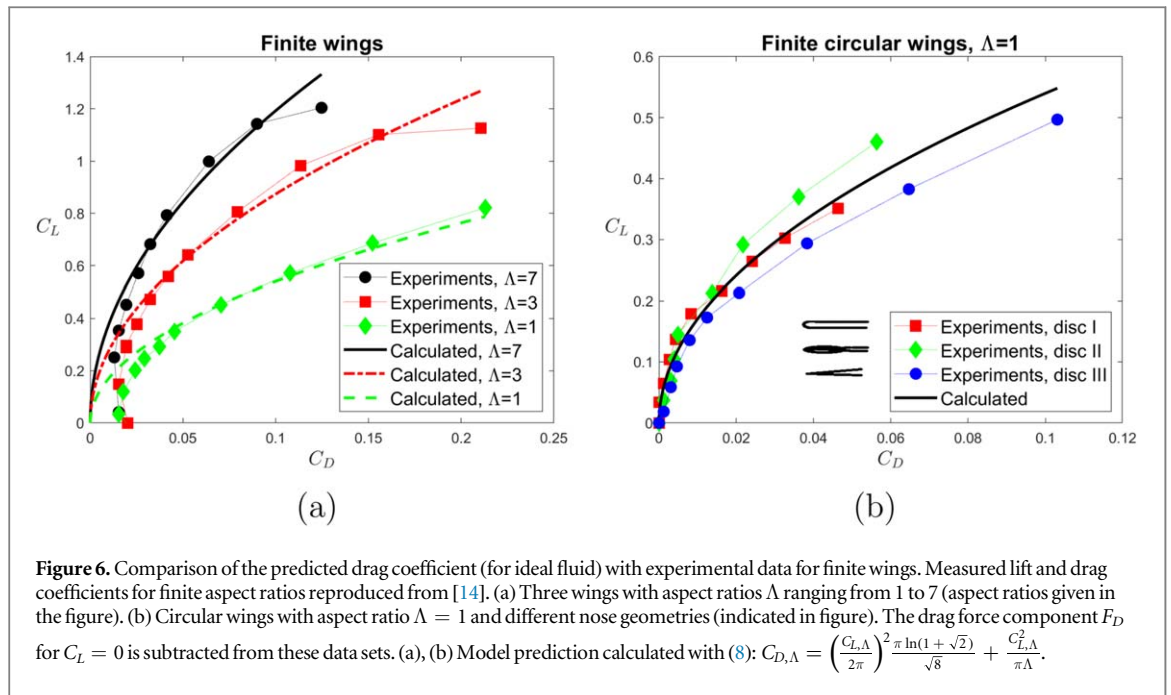 Finite wings
1.4
1.2
1
0.8
C_L
0.6
0.4
0.2
0
0 0.05 0.1 0.15 0.2 0.25
C_D
Experiments, Λ=7
Experiments, Λ=3
Experiments, Λ=1
Calculated, Λ=7
Calculated, Λ=3
Calculated, Λ=1
(a)
Finite circular wings, Λ=1
0.6
0.5
0.4
C_L
0.3
0.2
0.1
0
0 0.02 0.04 0.06 0.08 0.1 0.12
C_D
Experiments, disc I
Experiments, disc II
Experiments, disc III
Calculated
(b)
Figure 6. Comparison of the predicted drag coefficient (for ideal fluid) with experimental data for finite wings. Measured lift and drag
coefficients for finite aspect ratios reproduced from [14]. (a) Three wings with aspect ratios Λ ranging from 1 to 7 (aspect ratios given in
the figure). (b) Circular wings with aspect ratio Λ = 1 and different nose geometries (indicated in figure). The drag force component F_D
for C_L = 0 is subtracted from these data sets. (a), (b) Model prediction calculated with (8): C_{D,Λ} = (C_{L,Λ}/2π)² π ln(1 + √2)/√8 + C²_{L,Λ}/πΛ.